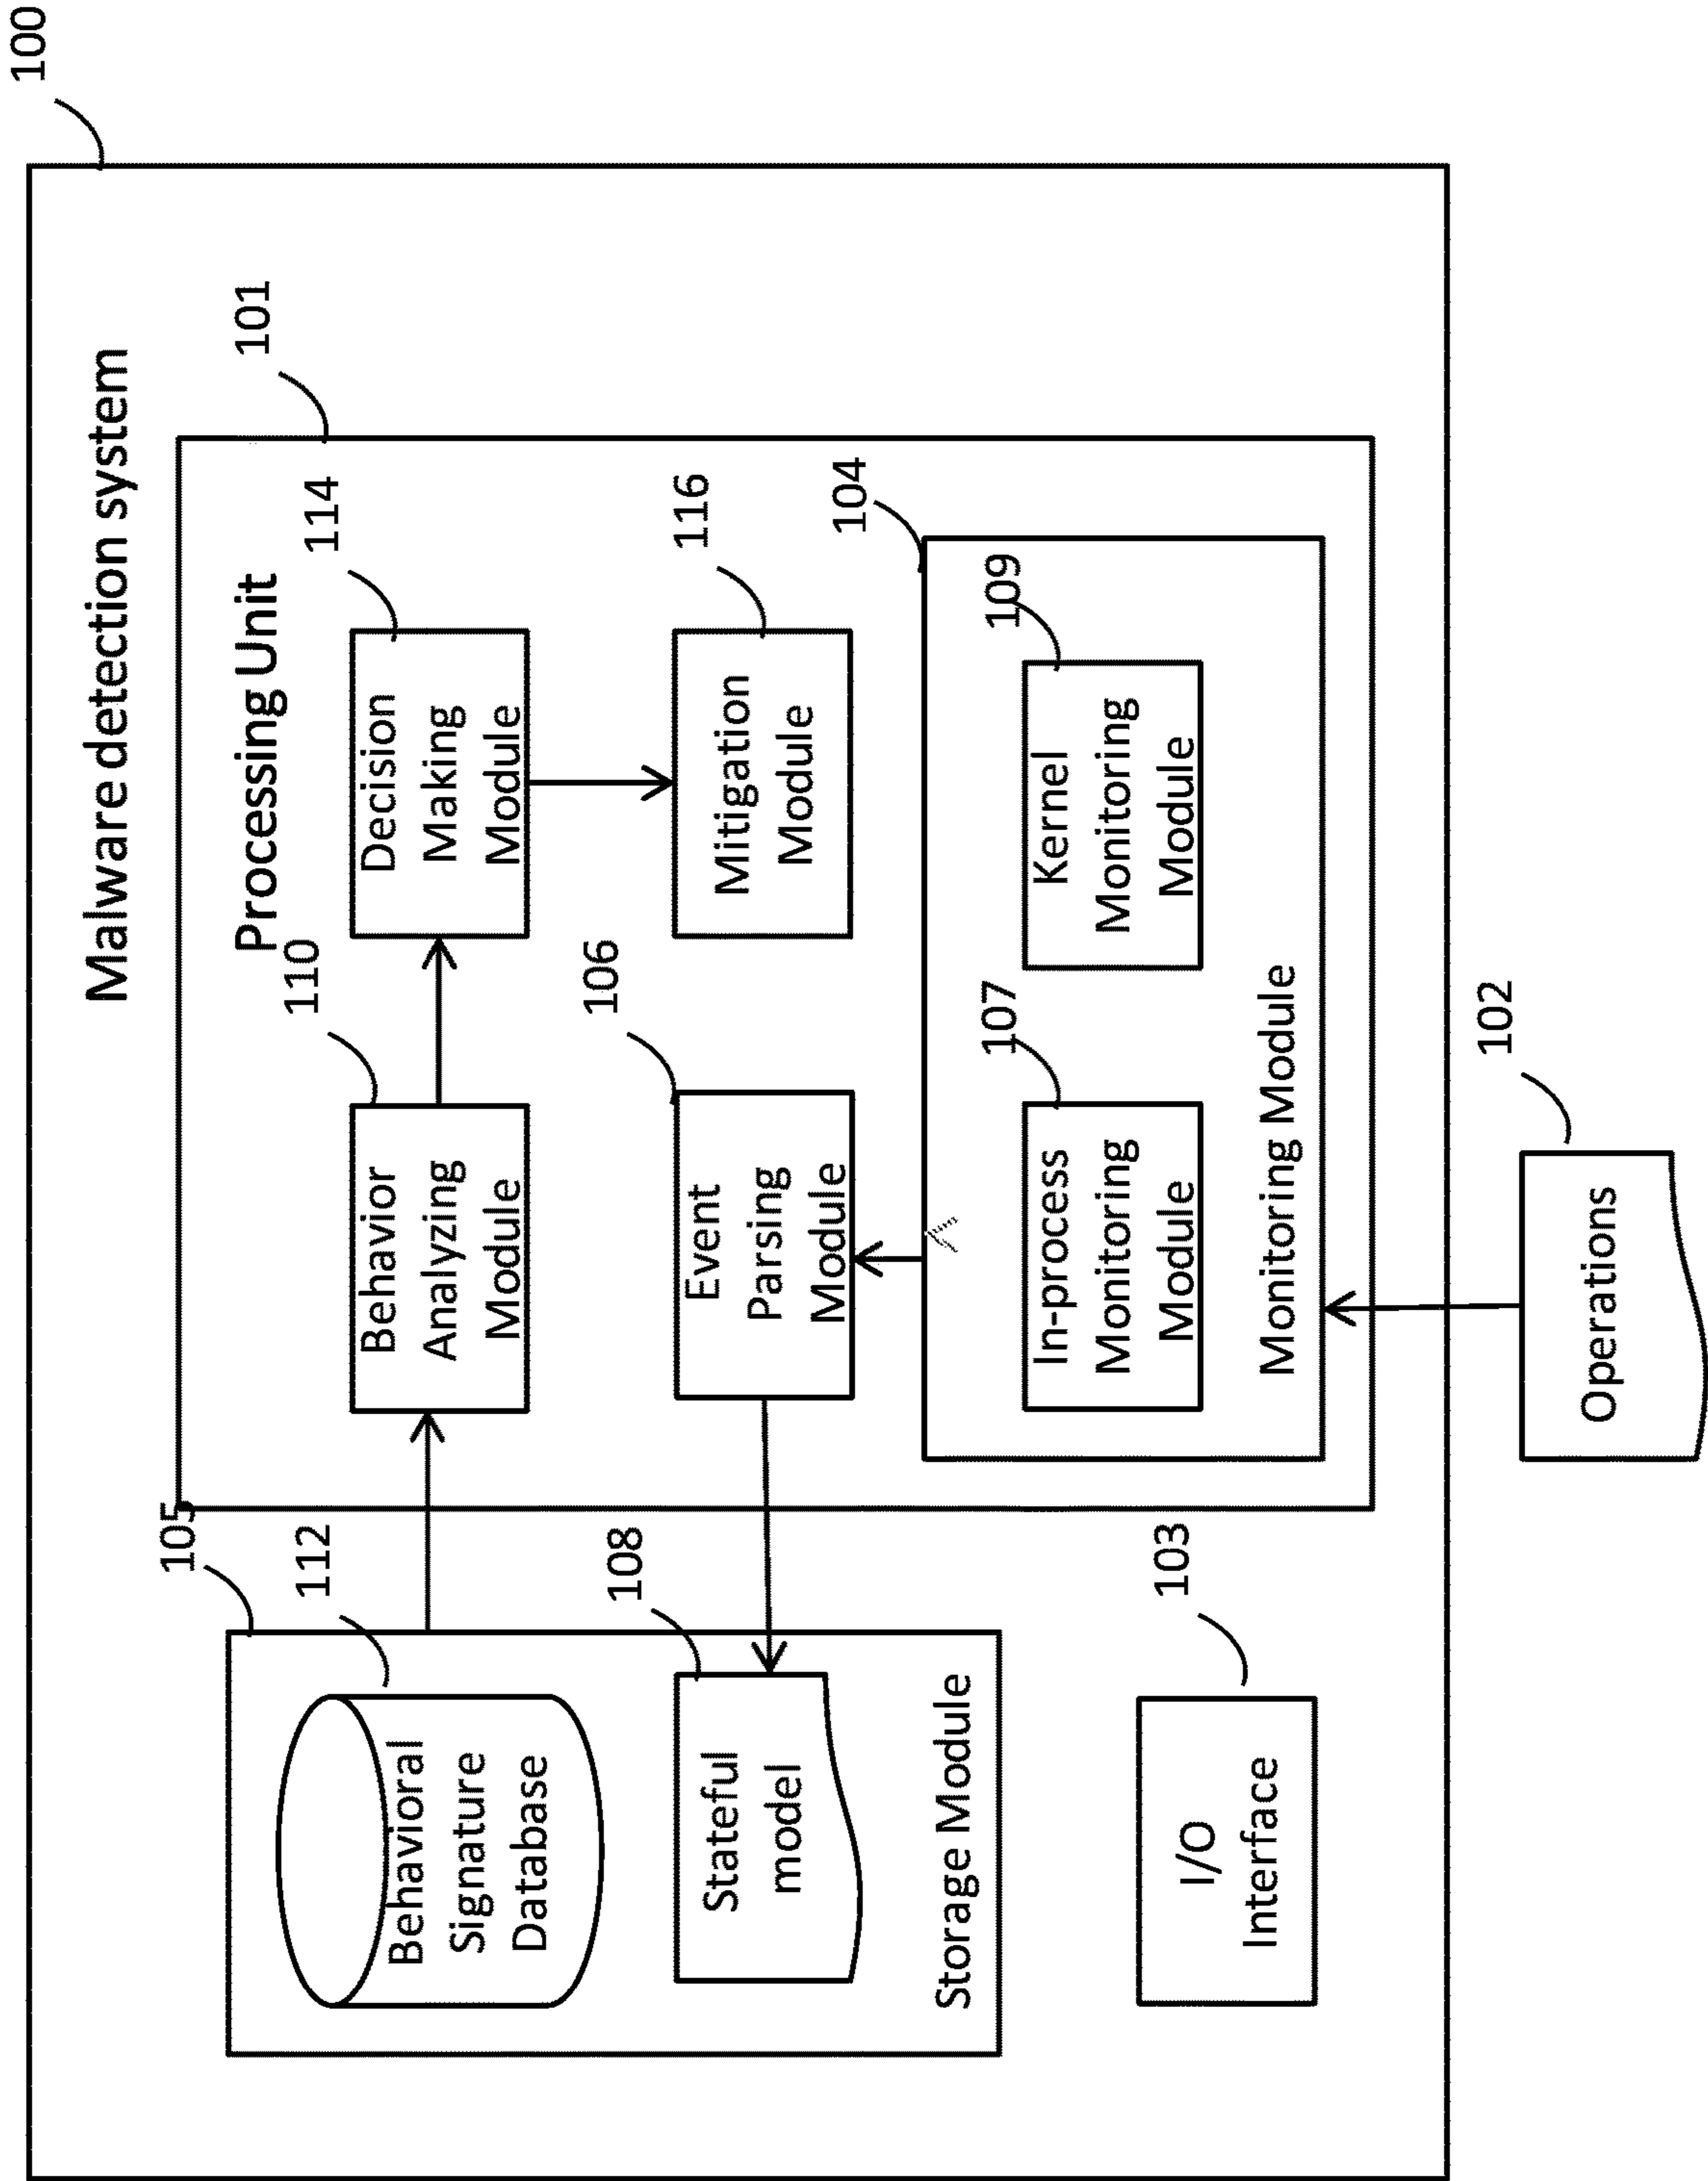 100
Malware detection system
101
Processing Unit
105
112
Behavioral
Signature
Database
110
Behavior
Analyzing
Module
114
Decision
Making
Module
108
Stateful
model
Storage Module
106
Event
Parsing
Module
116
Mitigation
Module
104
107
In-process
Monitoring
Module
109
Kernel
Monitoring
Module
Monitoring Module
103
I/O
Interface
102
Operations